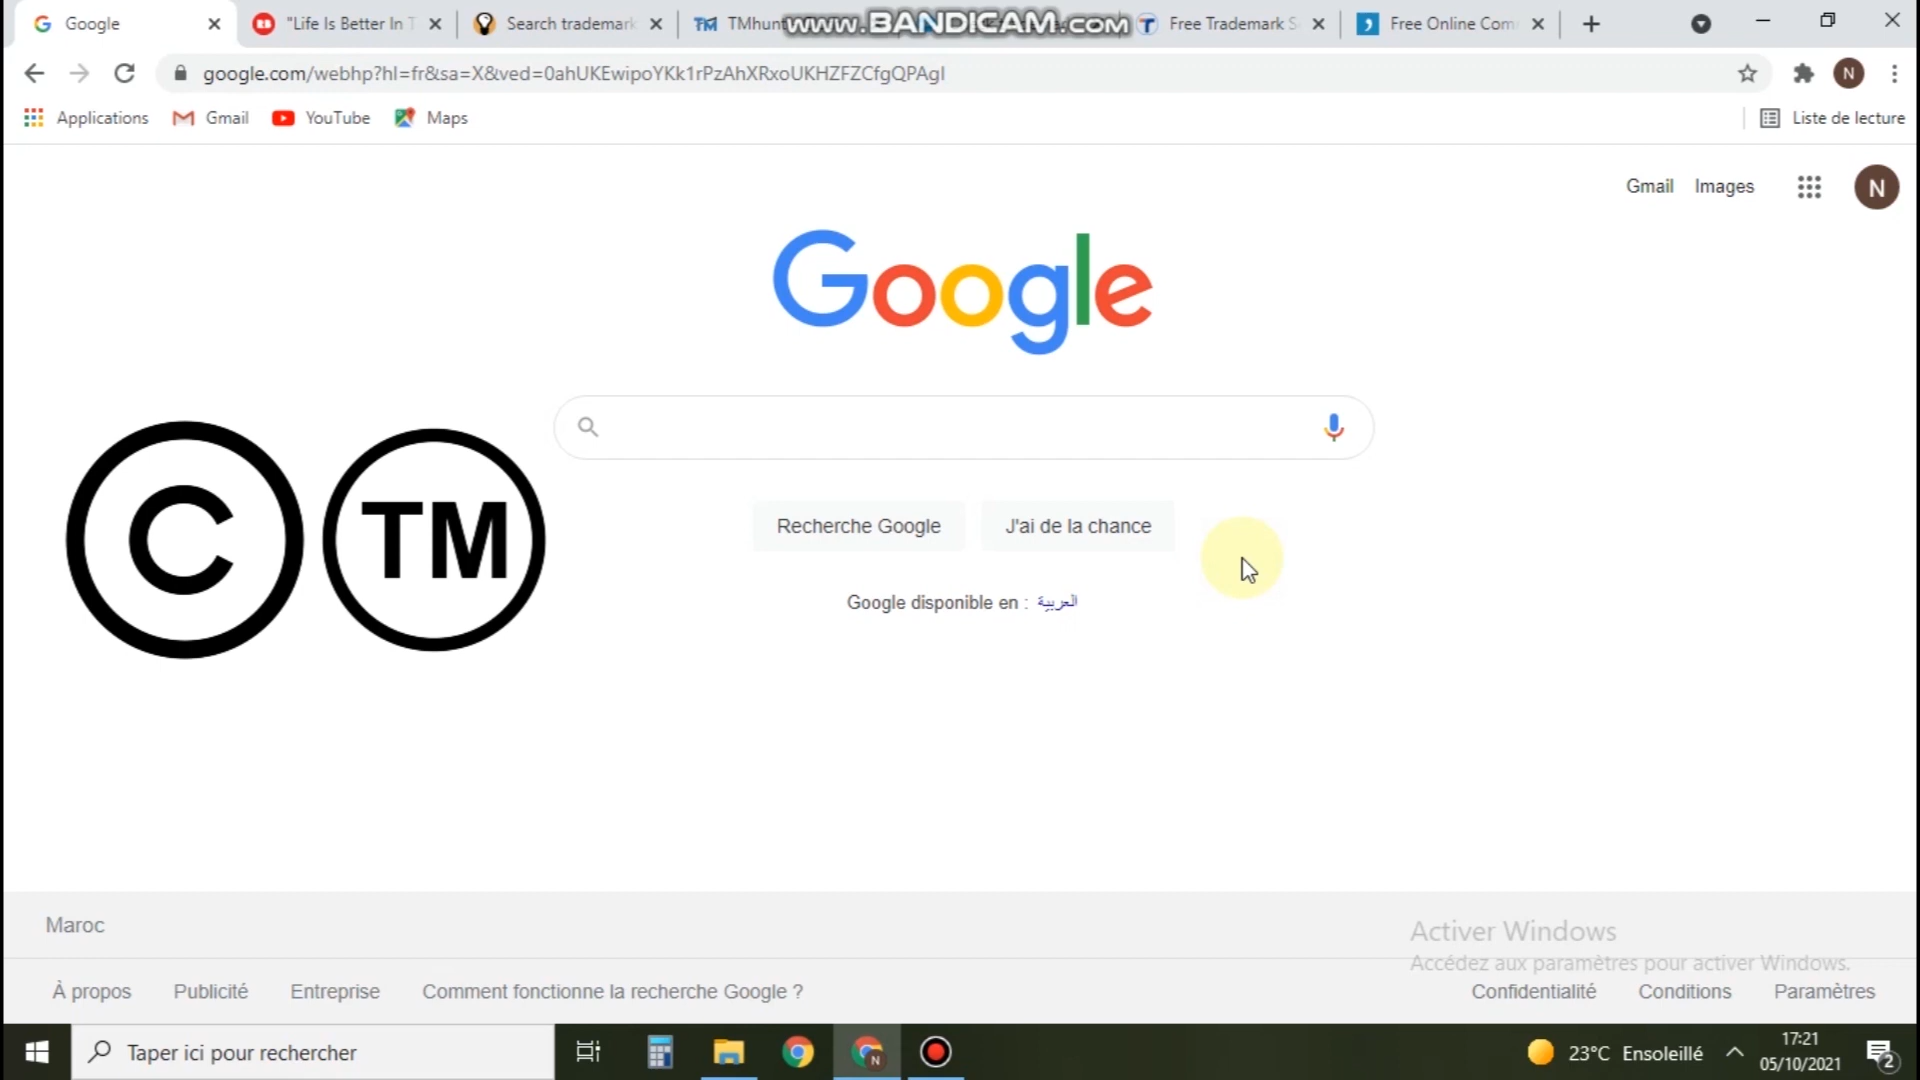 Google
"Life Is Better In T
Search trademark
TMhunt
www.BANDICAM.com
Free Trademark S
Free Online Com
google.com/webhp?hl=fr&sa=X&ved=0ahUKEwipoYKk1rPzAhXRxoUKHZFZCfgQPAgI
N
Applications
Gmail
YouTube
Maps
Liste de lecture
Gmail
Images
N
Google
C
TM
Recherche Google
J'ai de la chance
Google disponible en : العربية
Maroc
Activer Windows
Accédez aux paramètres pour activer Windows.
À propos
Publicité
Entreprise
Comment fonctionne la recherche Google ?
Confidentialité
Conditions
Paramètres
Taper ici pour rechercher
N
23°C Ensoleillé
17:21
05/10/2021
2